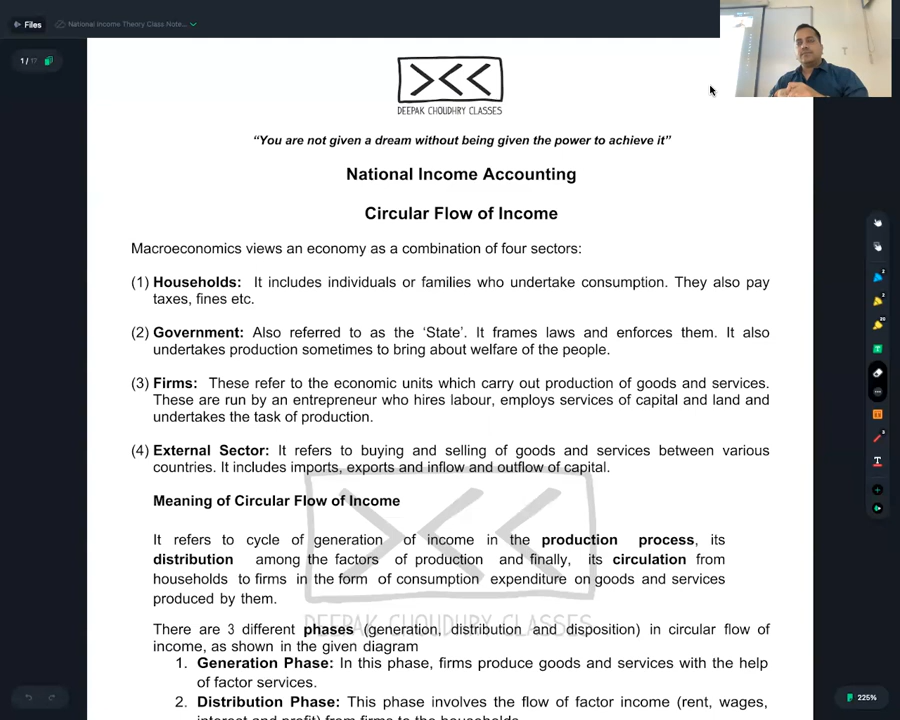 Files
National Income Theory Class Note...
1 / 17
DEEPAK CHOUDHRY CLASSES
“You are not given a dream without being given the power to achieve it”
National Income Accounting
Circular Flow of Income
Macroeconomics views an economy as a combination of four sectors:
(1) Households: It includes individuals or families who undertake consumption. They also pay
taxes, fines etc.
(2) Government: Also referred to as the ‘State’. It frames laws and enforces them. It also
undertakes production sometimes to bring about welfare of the people.
(3) Firms: These refer to the economic units which carry out production of goods and services.
These are run by an entrepreneur who hires labour, employs services of capital and land and
undertakes the task of production.
(4) External Sector: It refers to buying and selling of goods and services between various
countries. It includes imports, exports and inflow and outflow of capital.
Meaning of Circular Flow of Income
It refers to cycle of generation of income in the production process, its
distribution among the factors of production and finally, its circulation from
households to firms in the form of consumption expenditure on goods and services
produced by them.
DEEPAK CHOUDHRY CLASSES
There are 3 different phases (generation, distribution and disposition) in circular flow of
income, as shown in the given diagram
1. Generation Phase: In this phase, firms produce goods and services with the help
of factor services.
2. Distribution Phase: This phase involves the flow of factor income (rent, wages,
interest and profit) from firms to the households.
225%